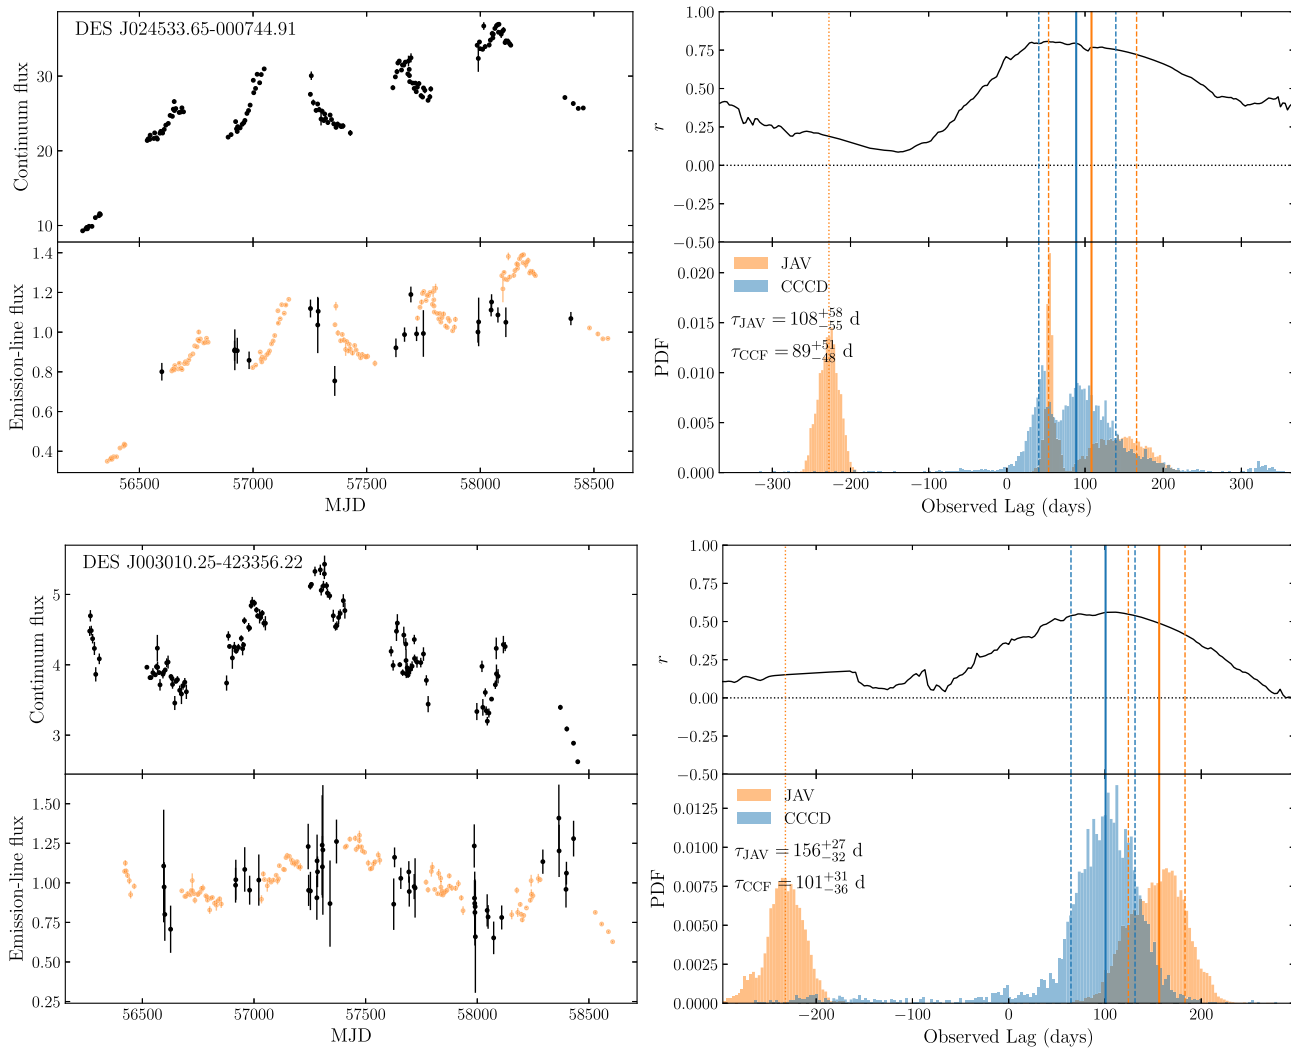 DES J024533.65-000744.91
Continuum flux
30
20
10
Emission-line flux
1.4
1.2
1.0
0.8
0.6
0.4
56500 57000 57500 58000 58500
MJD
r
1.00
0.75
0.50
0.25
0.00
−0.25
−0.50
JAV
CCCD
τJAV = 108+58−55 d
τCCF = 89+51−48 d
PDF
0.020
0.015
0.010
0.005
0.000
−300 −200 −100 0 100 200 300
Observed Lag (days)
DES J003010.25-423356.22
Continuum flux
5
4
3
Emission-line flux
1.50
1.25
1.00
0.75
0.50
0.25
56500 57000 57500 58000 58500
MJD
r
1.00
0.75
0.50
0.25
0.00
−0.25
−0.50
JAV
CCCD
τJAV = 156+27−32 d
τCCF = 101+31−36 d
PDF
0.0125
0.0100
0.0075
0.0050
0.0025
0.0000
−200 −100 0 100 200
Observed Lag (days)